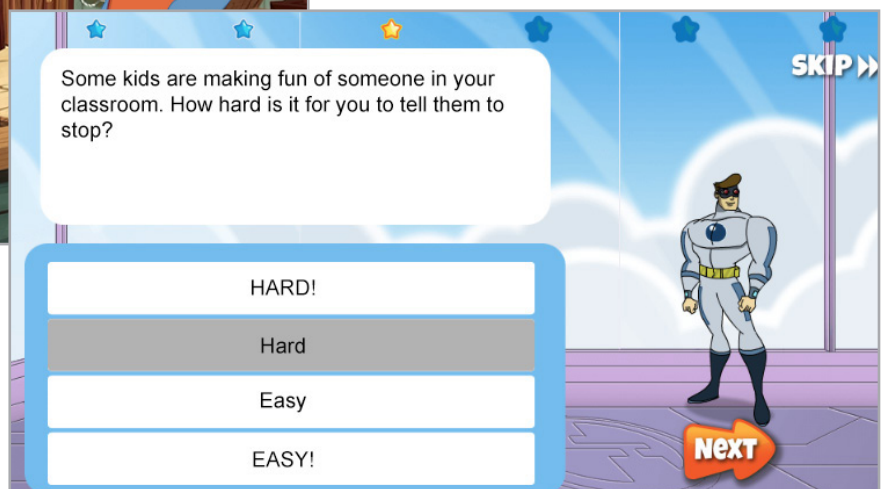 SKIP
Some kids are making fun of someone in your
classroom. How hard is it for you to tell them to
stop?
HARD!
Hard
Easy
EASY!
NeXT